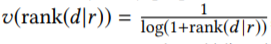 υ(rank(d|r)) = 1 / log(1+rank(d|r))